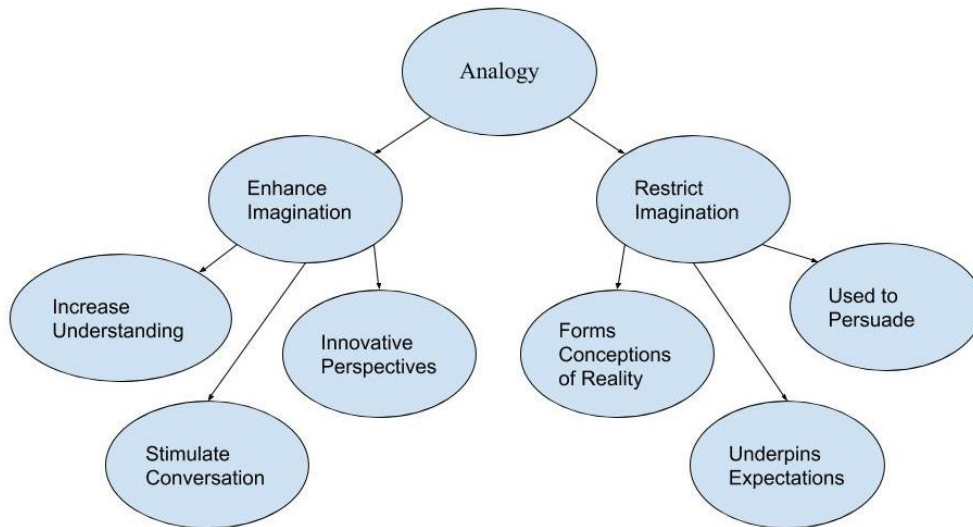 Analogy
Enhance
Imagination
Restrict
Imagination
Increase
Understanding
Innovative
Perspectives
Stimulate
Conversation
Forms
Conceptions
of Reality
Used to
Persuade
Underpins
Expectations